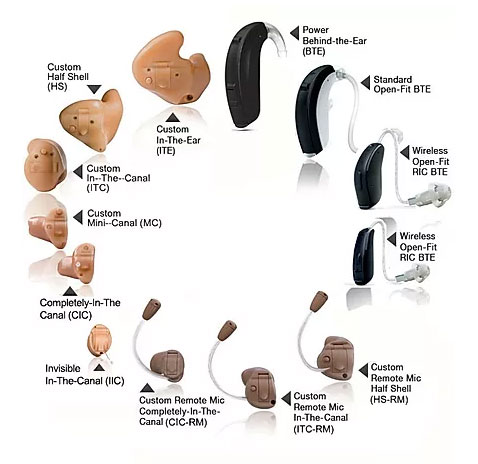 Power
Behind-the-Ear
(BTE)
Custom
Half Shell
(HS)
Standard
Open-Fit BTE
Custom
In-The-Ear
(ITE)
Wireless
Open-Fit
RIC BTE
Custom
In--The--Canal
(ITC)
Custom
Mini--Canal (MC)
Wireless
Open-Fit
RIC BTE
Completely-In-The
Canal (CIC)
Invisible
In-The-Canal (IIC)
Custom Remote Mic
Completely-In-The-
Canal (CIC-RM)
Custom
Remote Mic
In-The-Canal
(ITC-RM)
Custom
Remote Mic
Half Shell
(HS-RM)